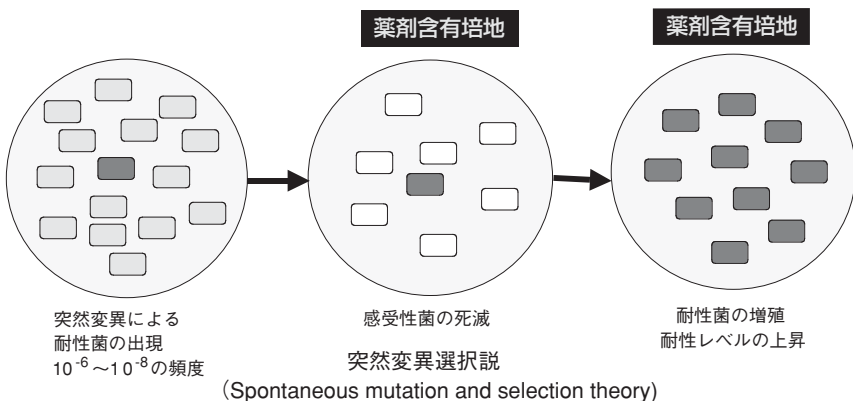 薬剤含有培地
薬剤含有培地
突然変異による
耐性菌の出現
10⁻⁶～10⁻⁸の頻度
感受性菌の死滅
耐性菌の増殖
耐性レベルの上昇
突然変異選択説
（Spontaneous mutation and selection theory)